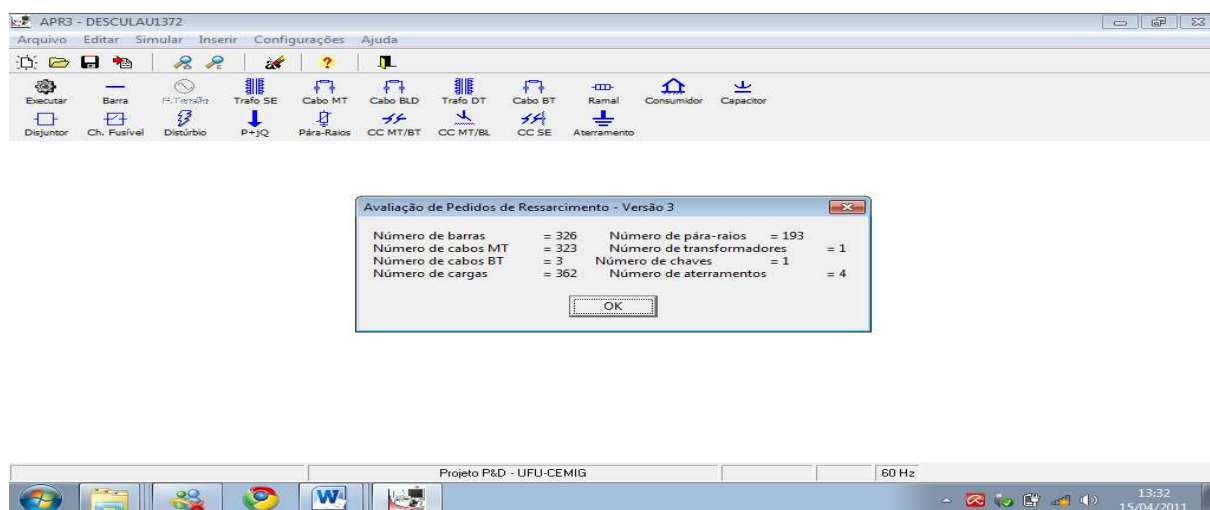 APR3 - DESCULAU1372
Arquivo Editar Simular Inserir Configurações Ajuda
Executar Barra F.Tensão Trafo SE Cabo MT Cabo BLD Trafo DT Cabo BT Ramal Consumidor Capacitor
Disjuntor Ch. Fusível Distúrbio P+jQ Pára-Raios CC MT/BT CC MT/BL CC SE Aterramento
Avaliação de Pedidos de Ressarcimento - Versão 3
Número de barras = 326 Número de pára-raios = 193
Número de cabos MT = 323 Número de transformadores = 1
Número de cabos BT = 3 Número de chaves = 1
Número de cargas = 362 Número de aterramentos = 4
OK
Projeto P&D - UFU-CEMIG 60 Hz
13:32
15/04/2011